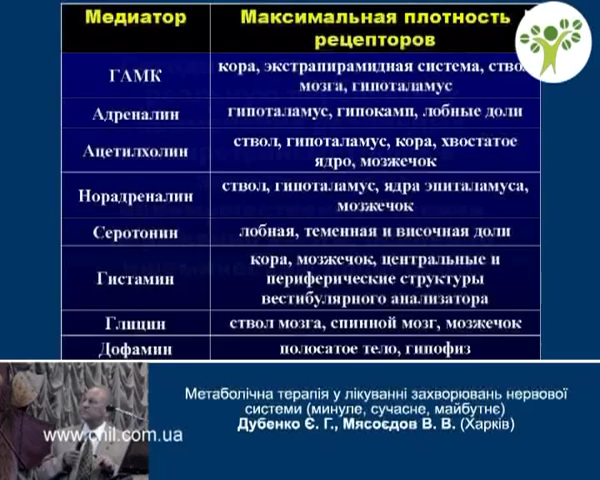 Медиатор
Максимальная плотность
рецепторов
ГАМК
кора, экстрапирамидная система, ствол
мозга, гипоталамус
Адреналин
гипоталамус, гипокамп, лобные доли
Ацетилхолин
ствол, гипоталамус, кора, хвостатое
ядро, мозжечок
Норадреналин
ствол, гипоталамус, ядра эпиталамуса,
мозжечок
Серотонин
лобная, теменная и височная доли
Гистамин
кора, мозжечок, центральные и
периферические структуры
вестибулярного анализатора
Глицин
ствол мозга, спинной мозг, мозжечок
Дофамин
полосатое тело, гипофиз
Метаболічна терапія у лікуванні захворювань нервової
системи (минуле, сучасне, майбутнє)
Дубенко Є. Г., Мясоєдов В. В. (Харків)
www.cnil.com.ua